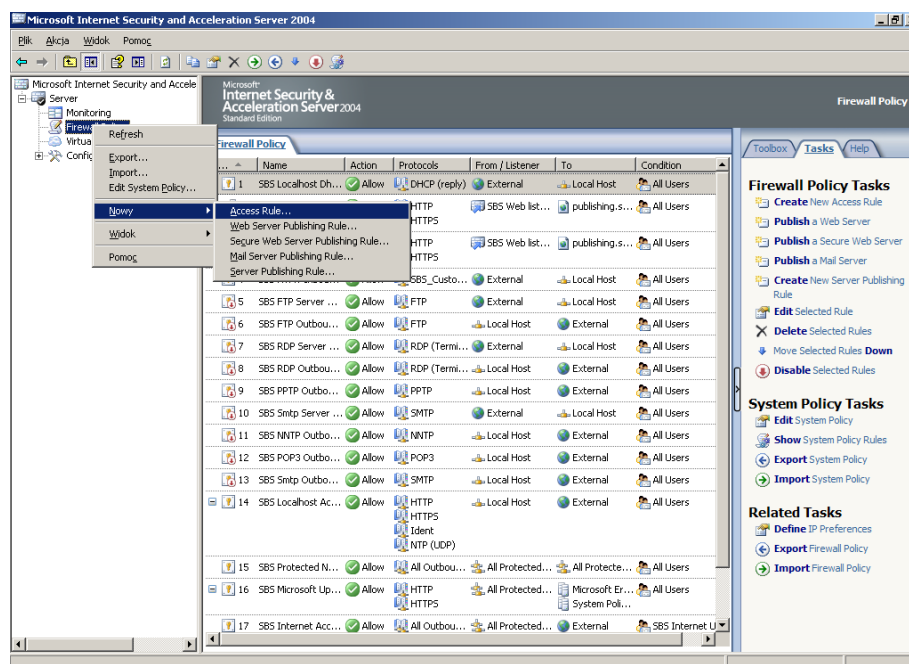 Microsoft Internet Security and Acceleration Server 2004
Plik Akcja Widok Pomoc
Microsoft Internet Security and Accele
Server
Monitoring
Virtua
Config
Refresh
Export...
Import...
Edit System Policy...
Nowy
Widok
Pomoc
Access Rule...
Web Server Publishing Rule...
Secure Web Server Publishing Rule...
Mail Server Publishing Rule...
Server Publishing Rule...
Microsoft
Internet Security &
Acceleration Server 2004
Standard Edition
Firewall Policy
Firewall Policy
... Name Action Protocols From / Listener To Condition
1 SBS Localhost Dh... Allow DHCP (reply) External Local Host All Users
HTTP SBS Web list... publishing.s... All Users
HTTPS
HTTP SBS Web list... publishing.s... All Users
HTTPS
SBS_Custo... External Local Host All Users
5 SBS FTP Server ... Allow FTP External Local Host All Users
6 SBS FTP Outbou... Allow FTP Local Host External All Users
7 SBS RDP Server ... Allow RDP (Termi... External Local Host All Users
8 SBS RDP Outbou... Allow RDP (Termi... Local Host External All Users
9 SBS PPTP Outbo... Allow PPTP Local Host External All Users
10 SBS Smtp Server ... Allow SMTP External Local Host All Users
11 SBS NNTP Outbo... Allow NNTP Local Host External All Users
12 SBS POP3 Outbo... Allow POP3 Local Host External All Users
13 SBS Smtp Outbo... Allow SMTP Local Host External All Users
14 SBS Localhost Ac... Allow HTTP Local Host External All Users
HTTPS
Ident
NTP (UDP)
15 SBS Protected N... Allow All Outbou... All Protected... All Protecte... All Users
16 SBS Microsoft Up... Allow HTTP All Protected... Microsoft Er... All Users
HTTPS System Poli...
17 SBS Internet Acc... Allow All Outbou... All Protected... External SBS Internet U
Toolbox Tasks Help
Firewall Policy Tasks
Create New Access Rule
Publish a Web Server
Publish a Secure Web Server
Publish a Mail Server
Create New Server Publishing
Rule
Edit Selected Rule
Delete Selected Rules
Move Selected Rules Down
Disable Selected Rules
System Policy Tasks
Edit System Policy
Show System Policy Rules
Export System Policy
Import System Policy
Related Tasks
Define IP Preferences
Export Firewall Policy
Import Firewall Policy